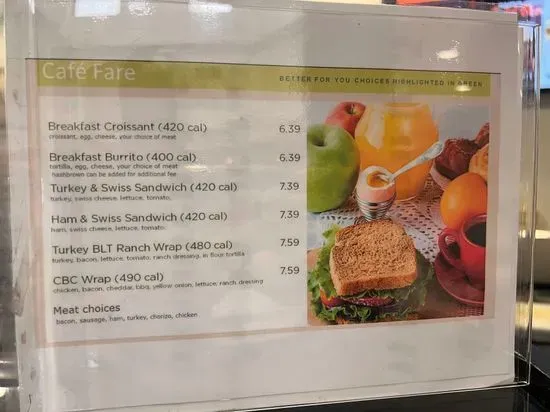 Café Fare
BETTER FOR YOU CHOICES HIGHLIGHTED IN GREEN
Breakfast Croissant (420 cal) 6.39
croissant, egg, cheese, your choice of meat
Breakfast Burrito (400 cal) 6.39
tortilla, egg, cheese, your choice of meat
hashbrown can be added for additional fee
Turkey & Swiss Sandwich (420 cal) 7.39
turkey, swiss cheese, lettuce, tomato,
Ham & Swiss Sandwich (420 cal) 7.39
ham, swiss cheese, lettuce, tomato,
Turkey BLT Ranch Wrap (480 cal) 7.59
turkey, bacon, lettuce, tomato, ranch dressing, in flour tortilla
CBC Wrap (490 cal) 7.59
chicken, bacon, cheddar, bbq, yellow onion, lettuce, ranch dressing
Meat choices
bacon, sausage, ham, turkey, chorizo, chicken